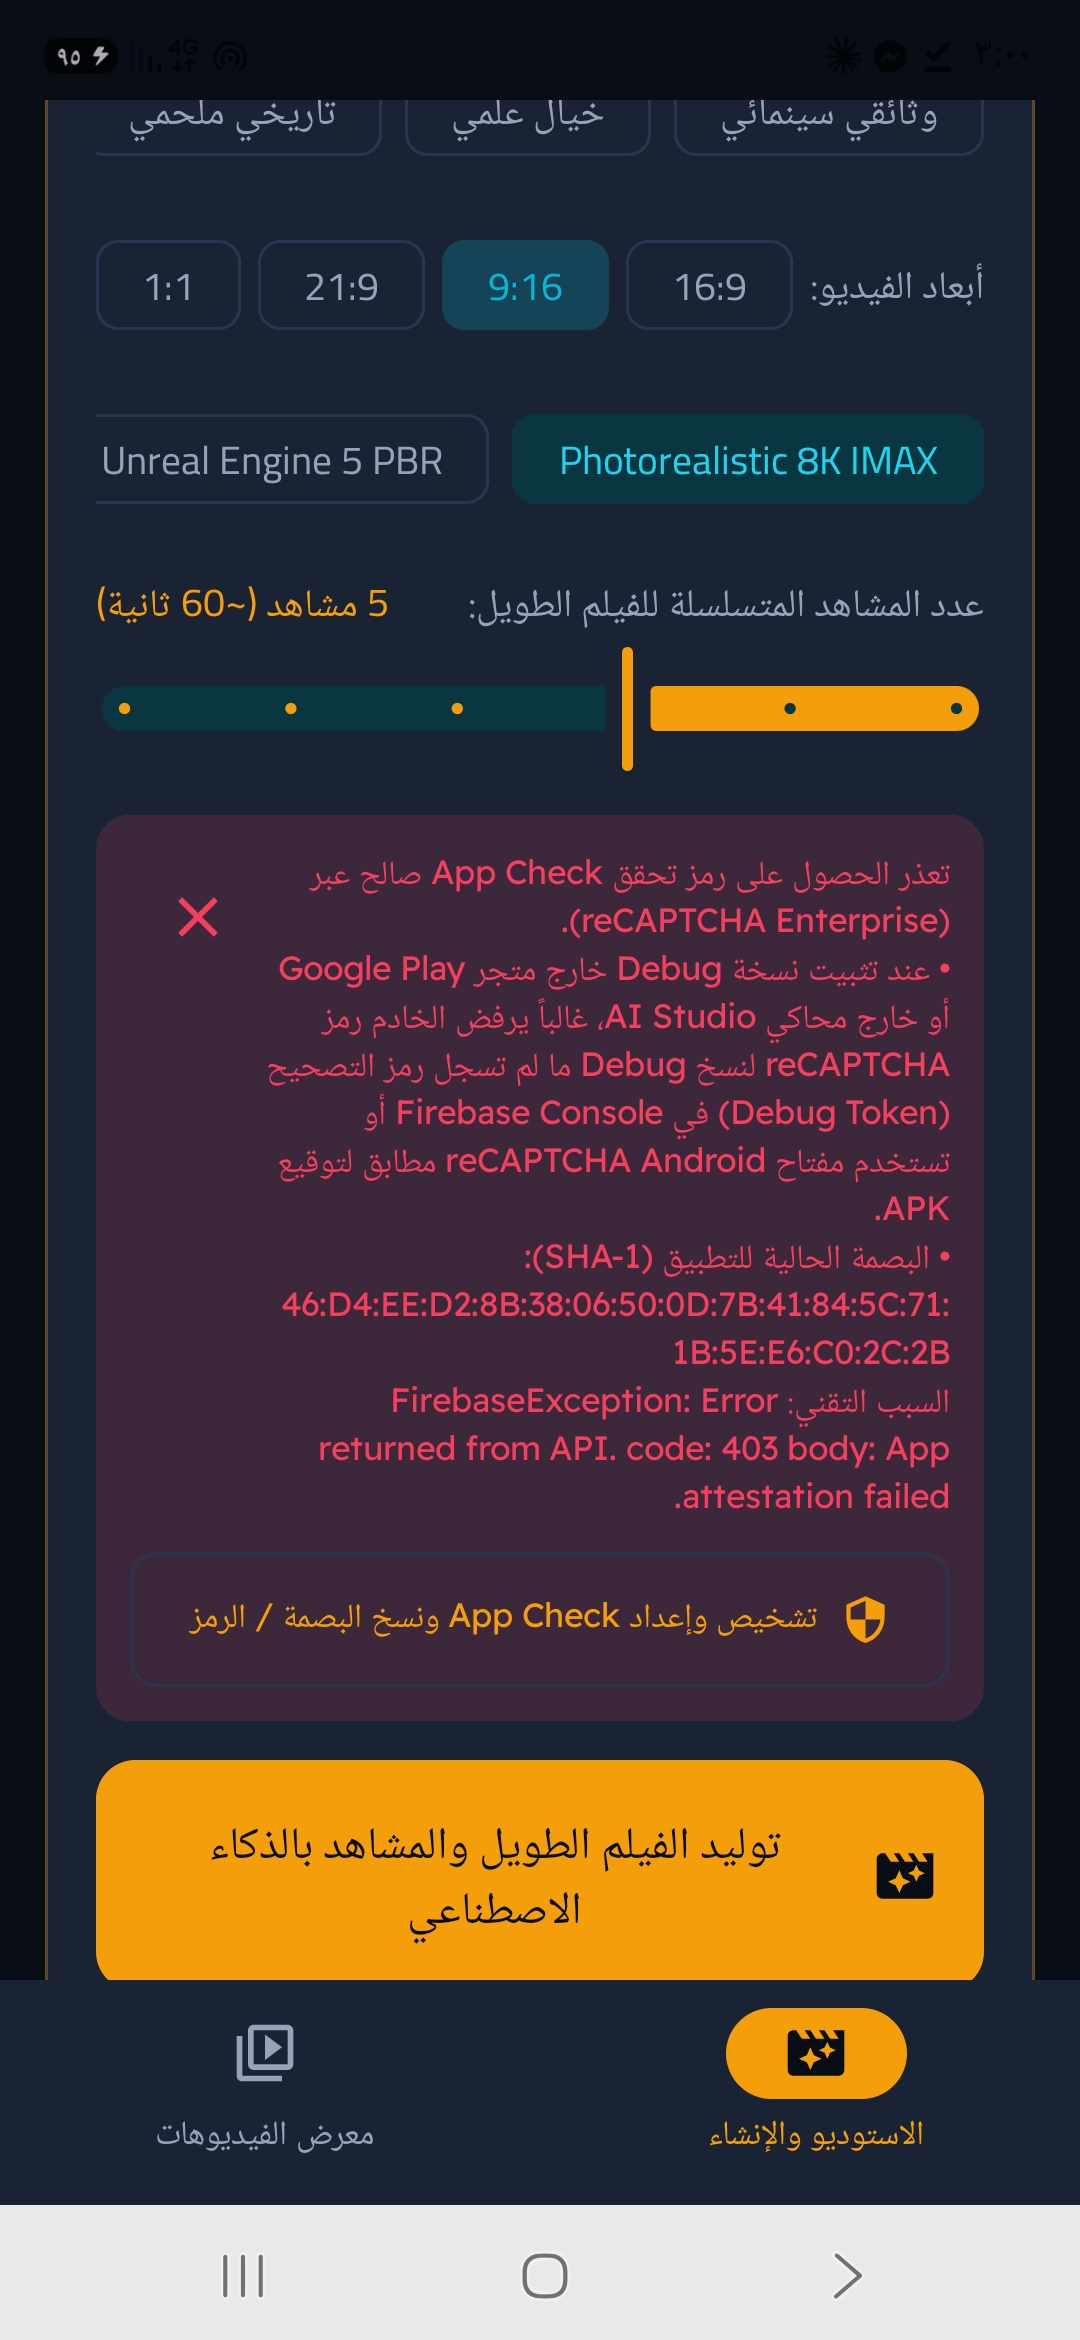 ٩٥
4G
٣:٠٠
وثائقي سينمائي
خيال علمي
تاريخي ملحمي
أبعاد الفيديو:
16:9
9:16
21:9
1:1
Photorealistic 8K IMAX
Unreal Engine 5 PBR
عدد المشاهد المتسلسلة للفيلم الطويل:
5 مشاهد (~60 ثانية)
تعذر الحصول على رمز تحقق App Check صالح عبر
(reCAPTCHA Enterprise).
• عند تثبيت نسخة Debug خارج متجر Google Play
أو خارج محاكي AI Studio، غالباً يرفض الخادم رمز
reCAPTCHA لنسخ Debug ما لم تسجل رمز التصحيح
(Debug Token) في Firebase Console أو
تستخدم مفتاح reCAPTCHA Android مطابق لتوقيع
APK.
• البصمة الحالية للتطبيق (SHA-1):
46:D4:EE:D2:8B:38:06:50:0D:7B:41:84:5C:71:
1B:5E:E6:C0:2C:2B
السبب التقني: FirebaseException: Error
returned from API. code: 403 body: App
attestation failed.
تشخيص وإعداد App Check ونسخ البصمة / الرمز
توليد الفيلم الطويل والمشاهد بالذكاء
الاصطناعي
الاستوديو والإنشاء
معرض الفيديوهات